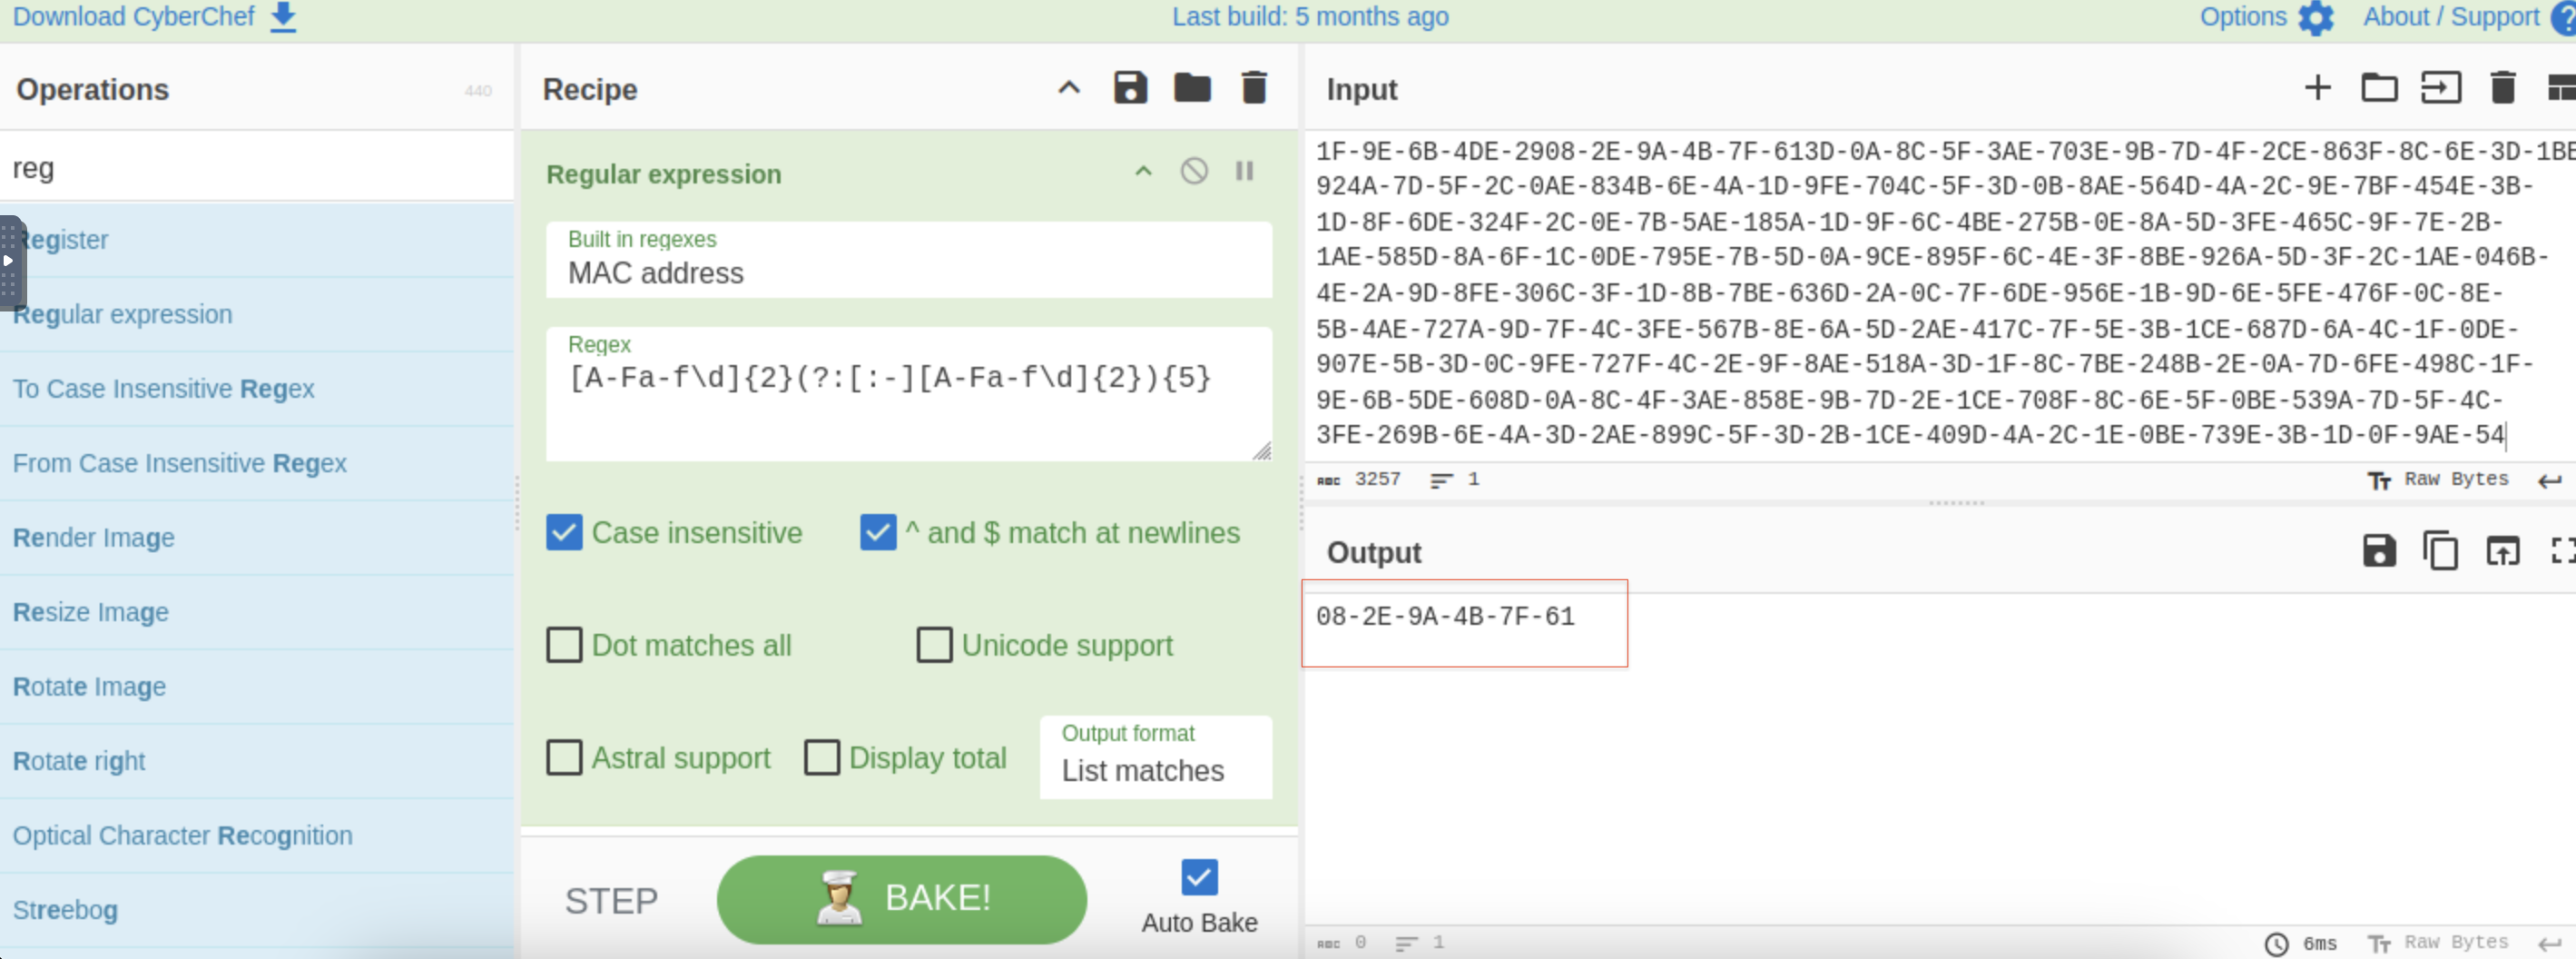 Download CyberChef
Last build: 5 months ago
Options
About / Support
Operations
440
reg
Register
Regular expression
To Case Insensitive Regex
From Case Insensitive Regex
Render Image
Resize Image
Rotate Image
Rotate right
Optical Character Recognition
Streebog
Recipe
Regular expression
Built in regexes
MAC address
Regex
[A-Fa-f\d]{2}(?:[:-][A-Fa-f\d]{2}){5}
Case insensitive
^ and $ match at newlines
Dot matches all
Unicode support
Astral support
Display total
Output format
List matches
STEP
BAKE!
Auto Bake
Input
1F-9E-6B-4DE-2908-2E-9A-4B-7F-613D-0A-8C-5F-3AE-703E-9B-7D-4F-2CE-863F-8C-6E-3D-1BE
924A-7D-5F-2C-0AE-834B-6E-4A-1D-9FE-704C-5F-3D-0B-8AE-564D-4A-2C-9E-7BF-454E-3B-
1D-8F-6DE-324F-2C-0E-7B-5AE-185A-1D-9F-6C-4BE-275B-0E-8A-5D-3FE-465C-9F-7E-2B-
1AE-585D-8A-6F-1C-0DE-795E-7B-5D-0A-9CE-895F-6C-4E-3F-8BE-926A-5D-3F-2C-1AE-046B-
4E-2A-9D-8FE-306C-3F-1D-8B-7BE-636D-2A-0C-7F-6DE-956E-1B-9D-6E-5FE-476F-0C-8E-
5B-4AE-727A-9D-7F-4C-3FE-567B-8E-6A-5D-2AE-417C-7F-5E-3B-1CE-687D-6A-4C-1F-0DE-
907E-5B-3D-0C-9FE-727F-4C-2E-9F-8AE-518A-3D-1F-8C-7BE-248B-2E-0A-7D-6FE-498C-1F-
9E-6B-5DE-608D-0A-8C-4F-3AE-858E-9B-7D-2E-1CE-708F-8C-6E-5F-0BE-539A-7D-5F-4C-
3FE-269B-6E-4A-3D-2AE-899C-5F-3D-2B-1CE-409D-4A-2C-1E-0BE-739E-3B-1D-0F-9AE-54
ABC 3257 1
Tт Raw Bytes
Output
08-2E-9A-4B-7F-61
ABC 0 1
6ms Tт Raw Bytes